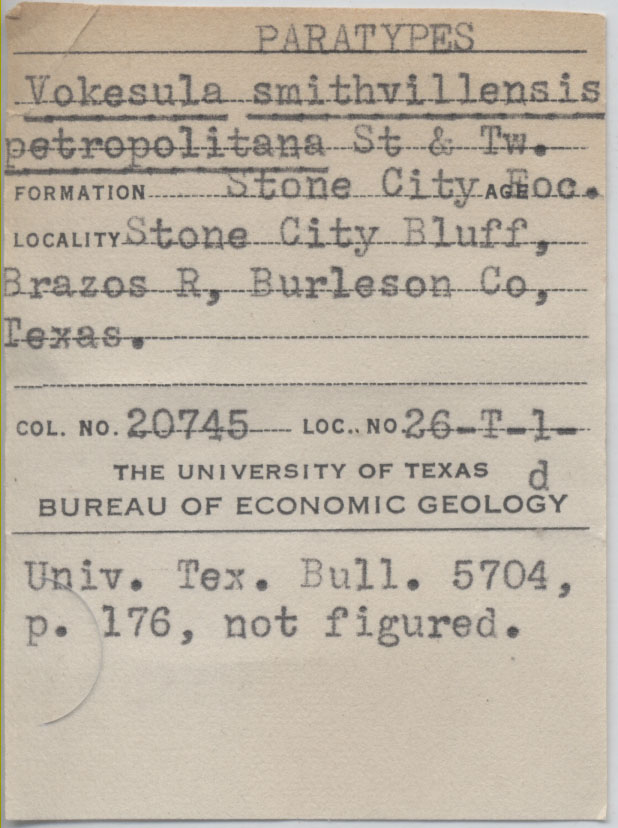 PARATYPES
Vokesula smithvillensis
petropolitana St & Tw.
FORMATION Stone City AGE Eoc.
LOCALITY Stone City Bluff,
Brazos R, Burleson Co,
Texas.
COL. NO. 20745 LOC. NO. 26-T-1-
d
THE UNIVERSITY OF TEXAS
BUREAU OF ECONOMIC GEOLOGY
Univ. Tex. Bull. 5704,
p. 176, not figured.